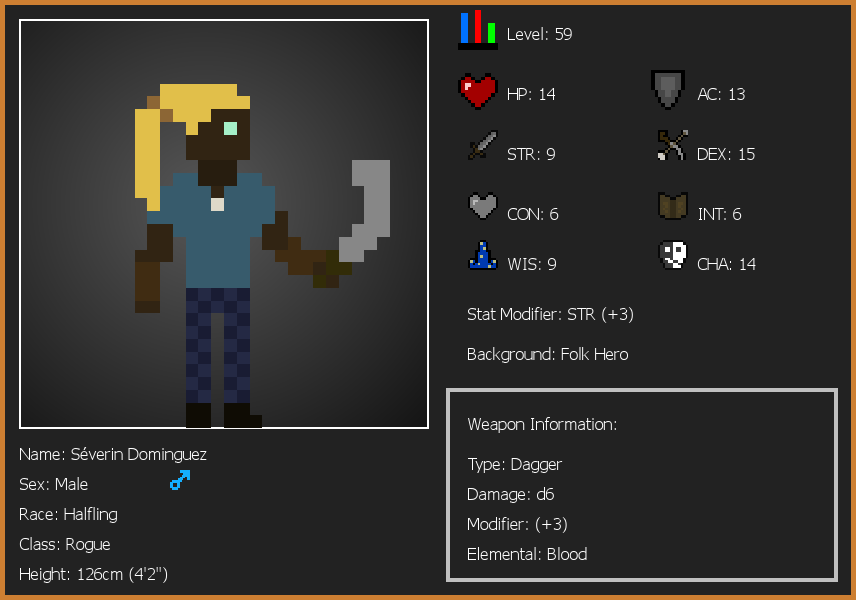 Level: 59
HP: 14
AC: 13
STR: 9
DEX: 15
CON: 6
INT: 6
WIS: 9
CHA: 14
Stat Modifier: STR (+3)
Background: Folk Hero
Weapon Information:
Type: Dagger
Damage: d6
Modifier: (+3)
Elemental: Blood
Name: Séverin Dominguez
Sex: Male
Race: Halfling
Class: Rogue
Height: 126cm (4'2")